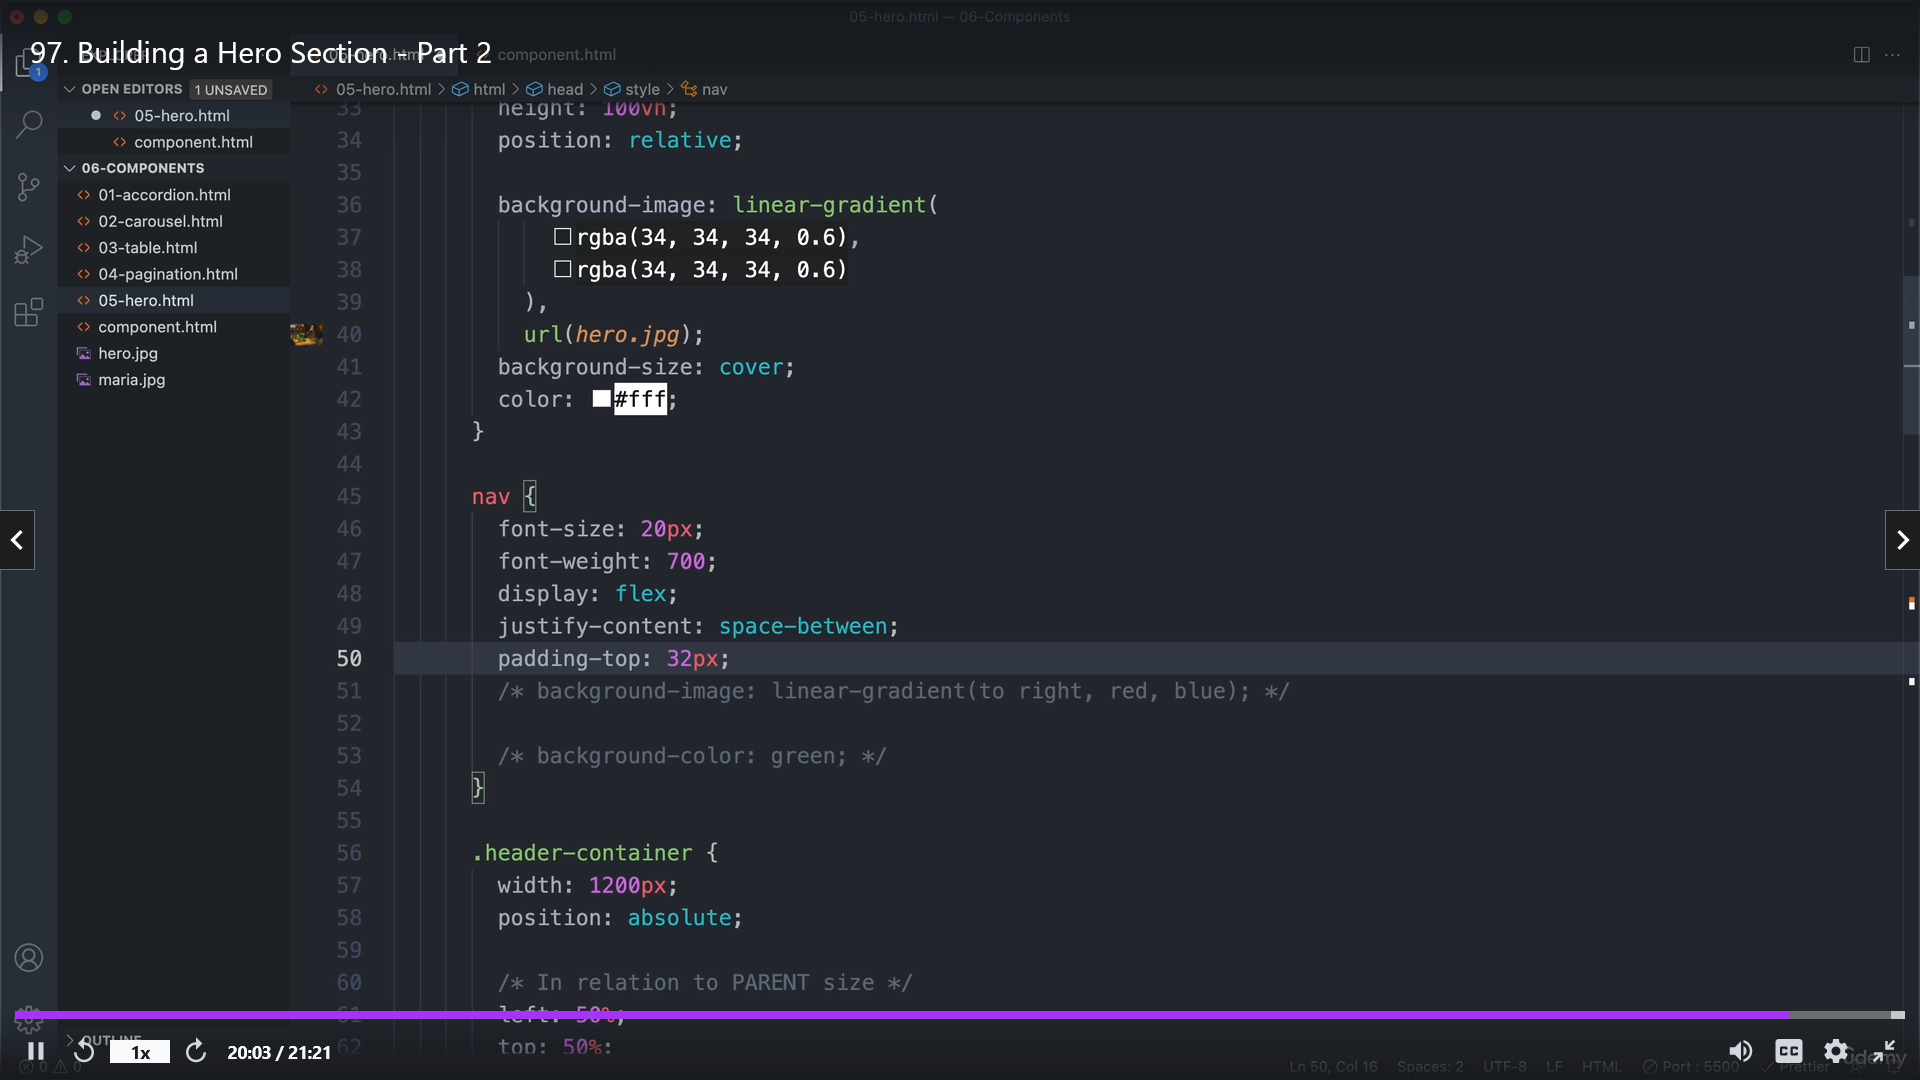 05-hero.html — 06-Components
97. Building a Hero Section - Part 2
component.html
1
OPEN EDITORS 1 UNSAVED
05-hero.html > html > head > style > nav
05-hero.html
component.html
06-COMPONENTS
01-accordion.html
02-carousel.html
03-table.html
04-pagination.html
05-hero.html
component.html
hero.jpg
maria.jpg
33 height: 100vh;
34 position: relative;
35
36 background-image: linear-gradient(
37 rgba(34, 34, 34, 0.6),
38 rgba(34, 34, 34, 0.6)
39 ),
40 url(hero.jpg);
41 background-size: cover;
42 color: #fff;
43 }
44
45 nav {
46 font-size: 20px;
47 font-weight: 700;
48 display: flex;
49 justify-content: space-between;
50 padding-top: 32px;
51 /* background-image: linear-gradient(to right, red, blue); */
52
53 /* background-color: green; */
54 }
55
56 .header-container {
57 width: 1200px;
58 position: absolute;
59
60 /* In relation to PARENT size */
61 left: 50%;
62 top: 50%;
OUTLINE
1x
20:03 / 21:21
CC
0 0
Ln 50, Col 16 Spaces: 2 UTF-8 LF HTML Port : 5500 Prettier
Udemy